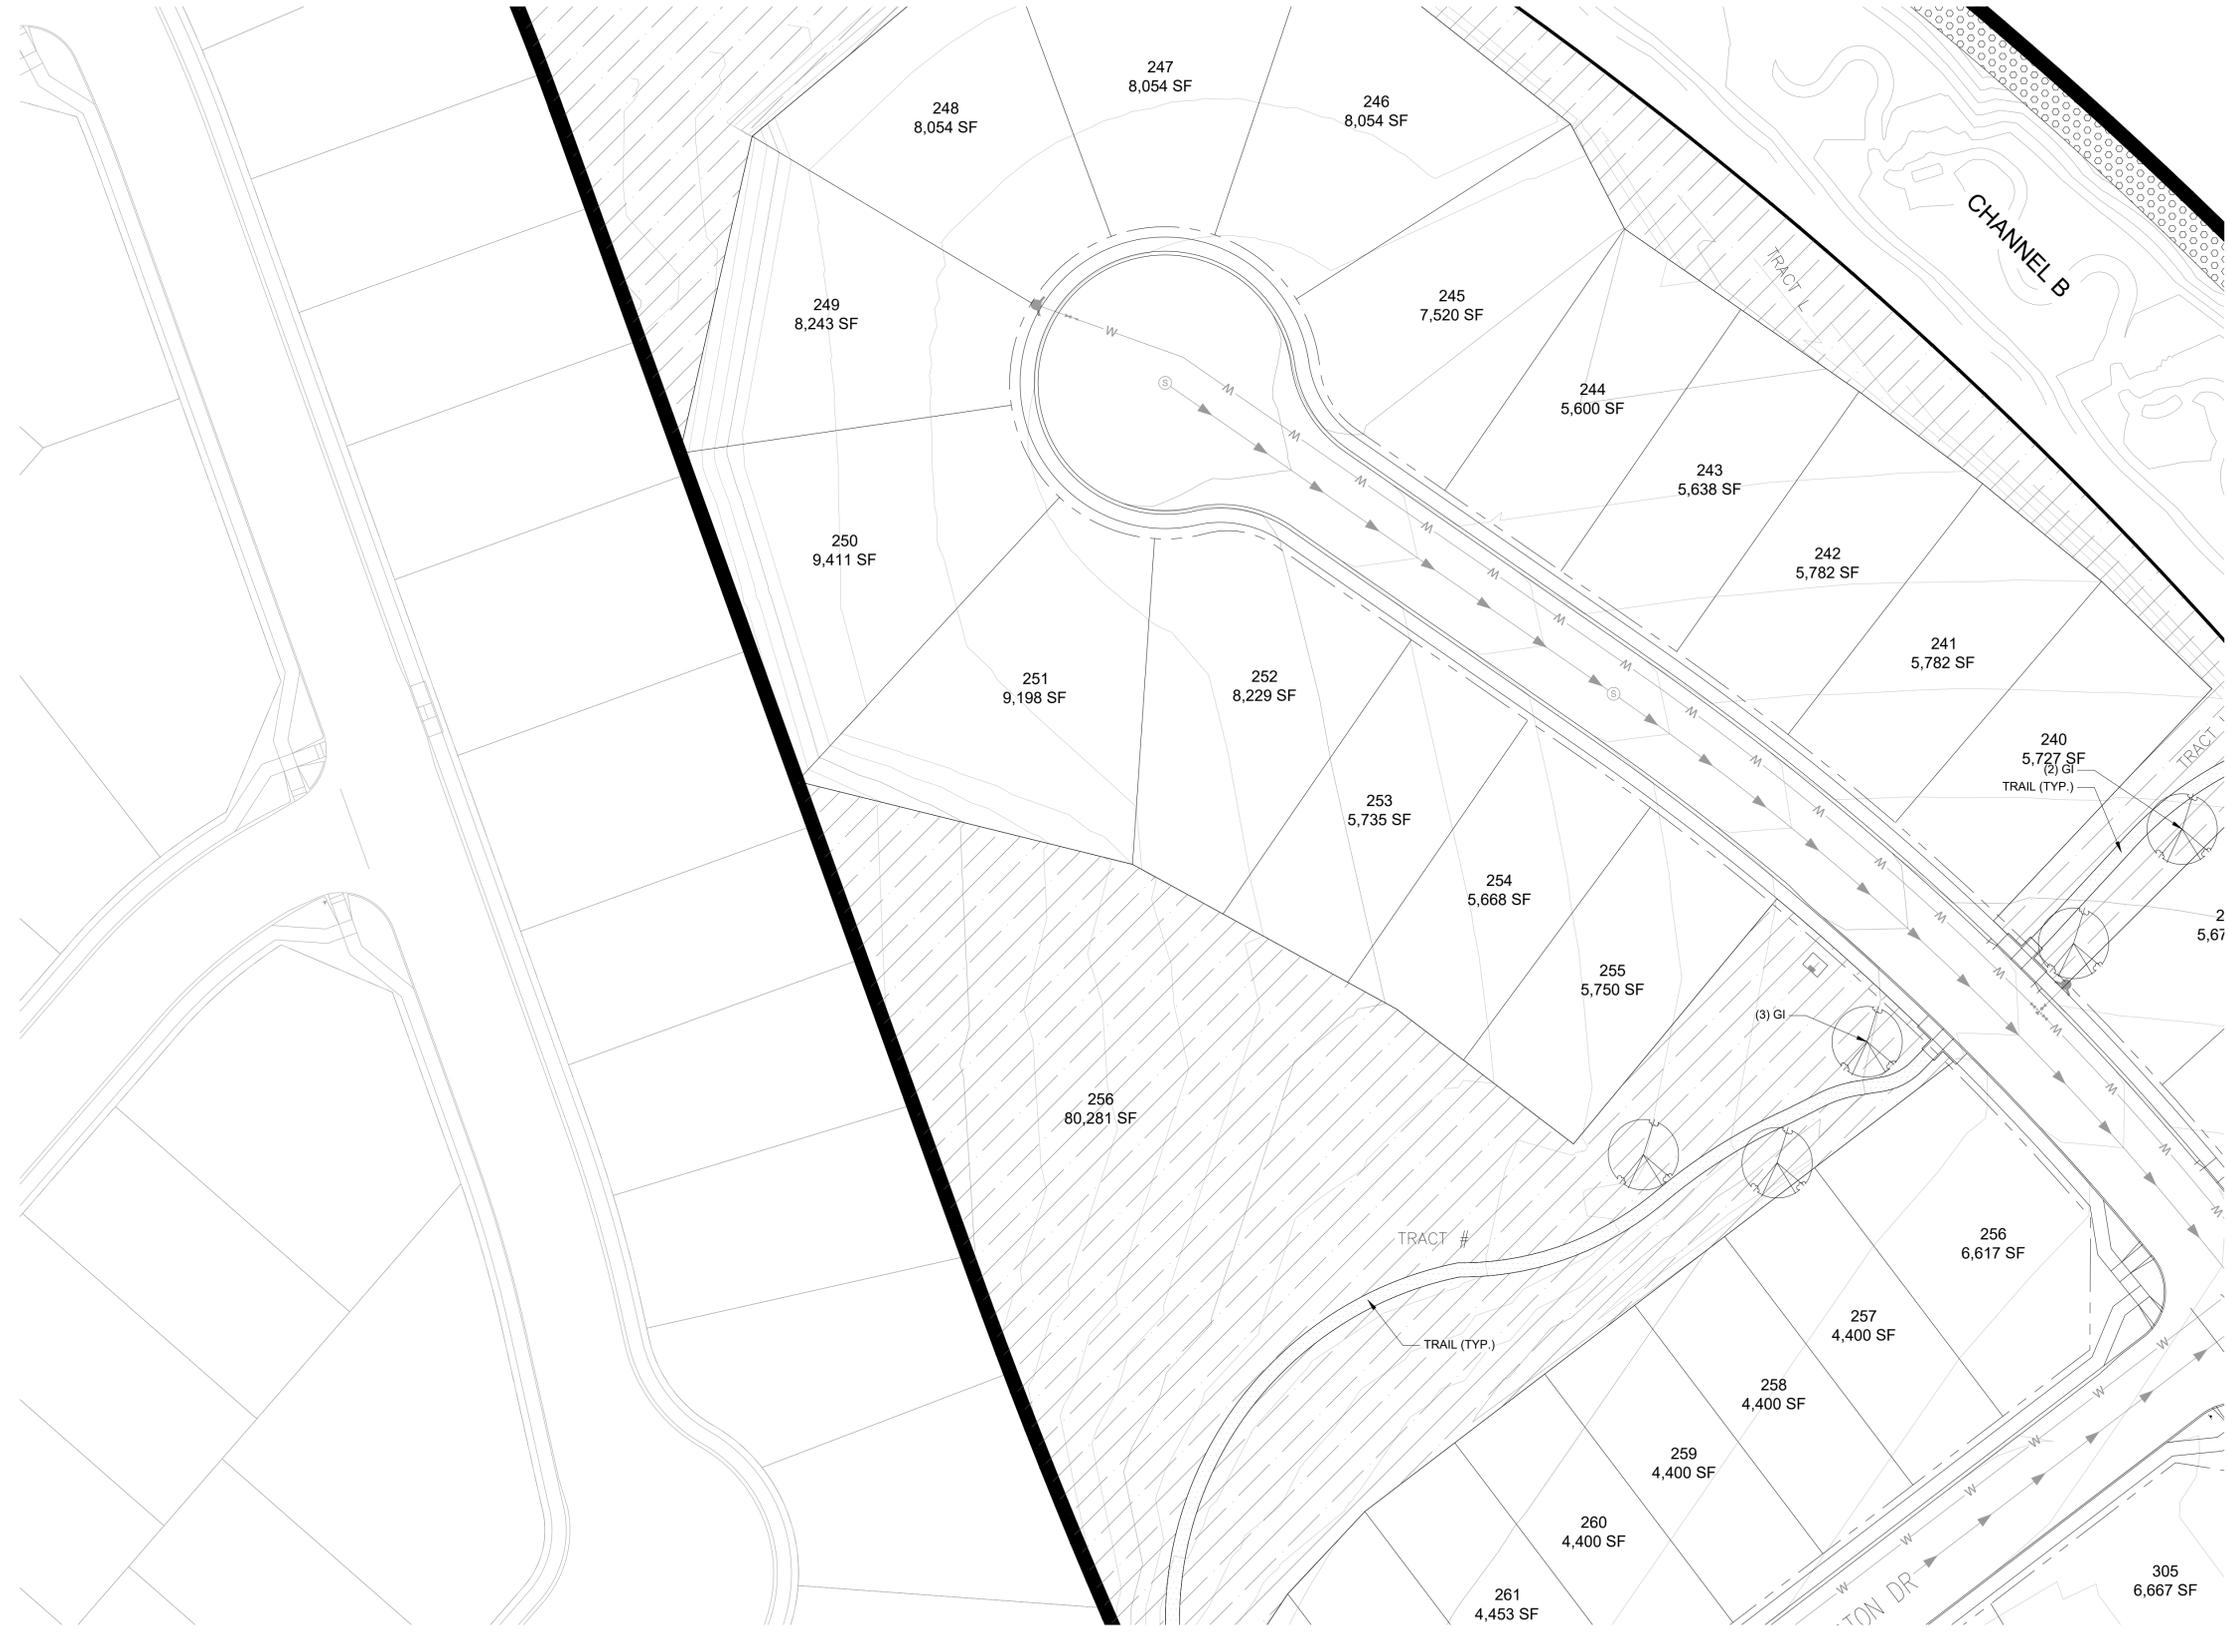 247
8,054 SF
248
8,054 SF
246
8,054 SF
CHANNEL B
TRACT L
249
8,243 SF
245
7,520 SF
W
S
244
5,600 SF
243
5,638 SF
250
9,411 SF
242
5,782 SF
241
5,782 SF
251
9,198 SF
252
8,229 SF
S
240
5,727 SF
(2) GI
TRAIL (TYP.)
TRACT
253
5,735 SF
254
5,668 SF
2
5,67
255
5,750 SF
(3) GI
256
80,281 SF
TRACT #
256
6,617 SF
TRAIL (TYP.)
257
4,400 SF
258
4,400 SF
259
4,400 SF
260
4,400 SF
261
4,453 SF
TON DR
305
6,667 SF